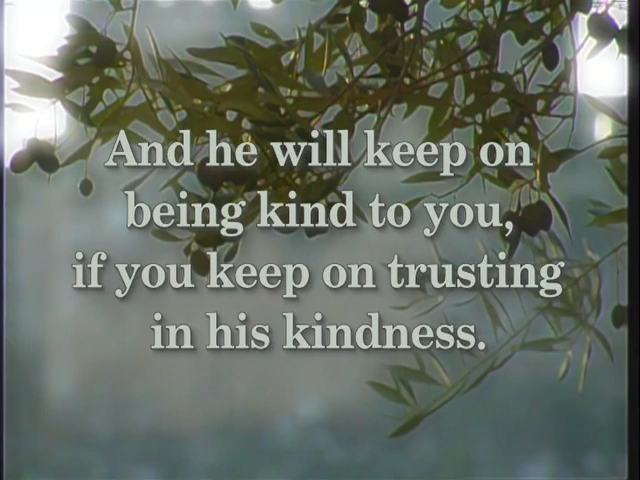 And he will keep on
being kind to you,
if you keep on trusting
in his kindness.